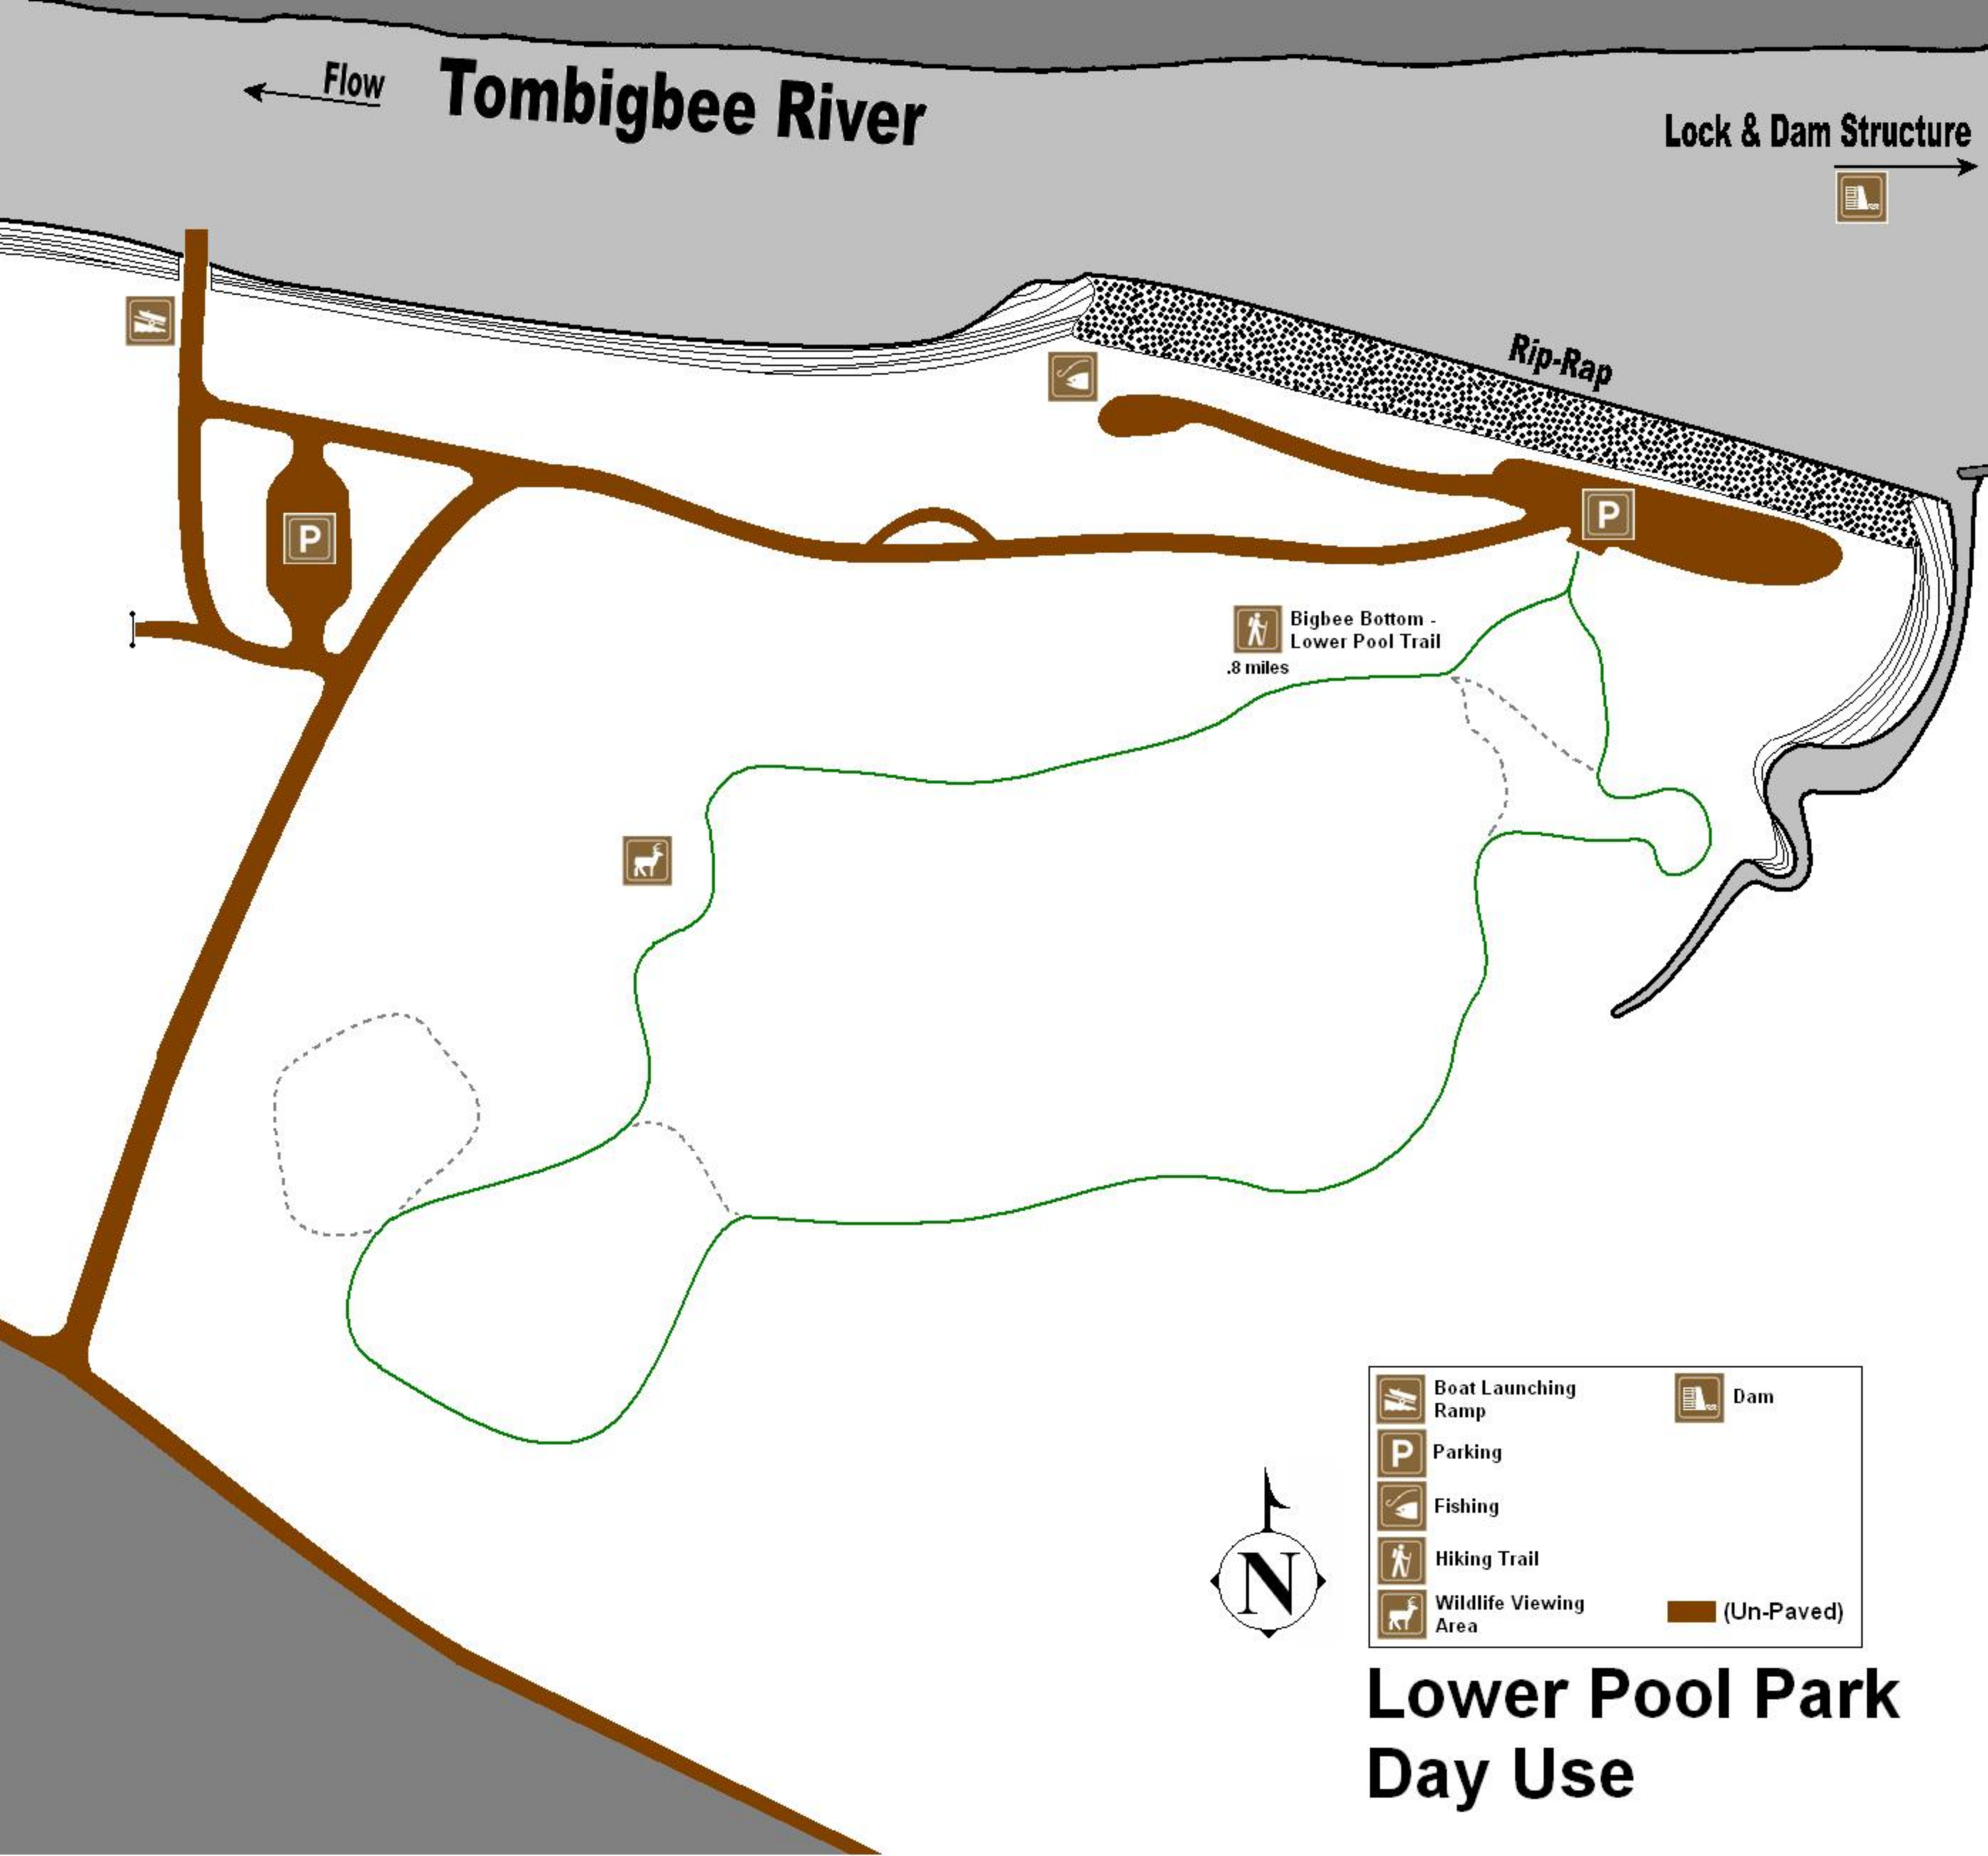 Flow
Tombigbee River
Lock & Dam Structure
Rip-Rap
P
P
Bigbee Bottom -
Lower Pool Trail
.8 miles
Boat Launching
Ramp
Dam
P
Parking
Fishing
Hiking Trail
Wildlife Viewing
Area
(Un-Paved)
N
Lower Pool Park
Day Use